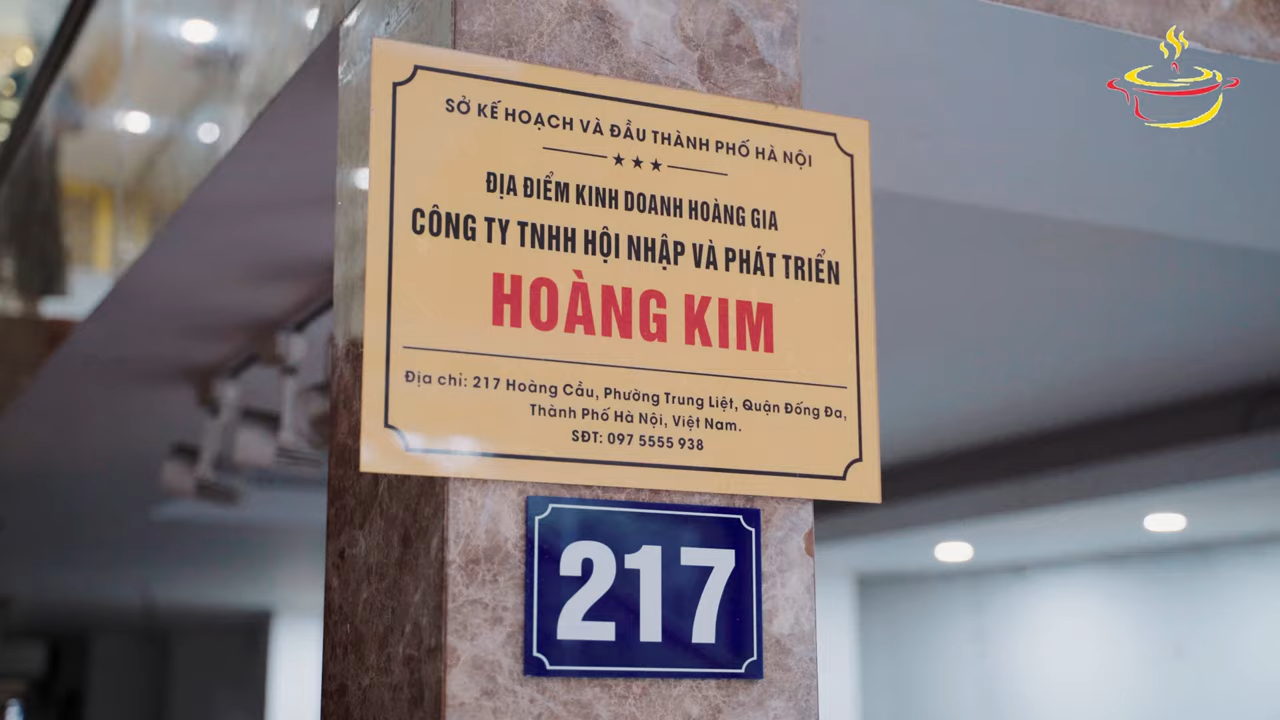 SỞ KẾ HOẠCH VÀ ĐẦU THÀNH PHỐ HÀ NỘI
ĐỊA ĐIỂM KINH DOANH HOÀNG GIA
CÔNG TY TNHH HỘI NHẬP VÀ PHÁT TRIỂN
HOÀNG KIM
Địa chỉ: 217 Hoàng Cầu, Phường Trung Liệt, Quận Đống Đa,
Thành Phố Hà Nội, Việt Nam.
SĐT: 097 5555 938
217